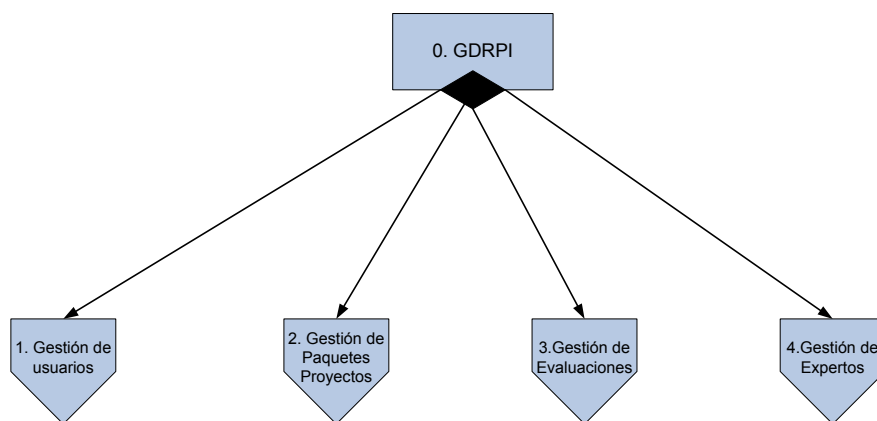 0. GDRPI
1. Gestión de
usuarios
2. Gestión de
Paquetes
Proyectos
3.Gestión de
Evaluaciones
4.Gestión de
Expertos